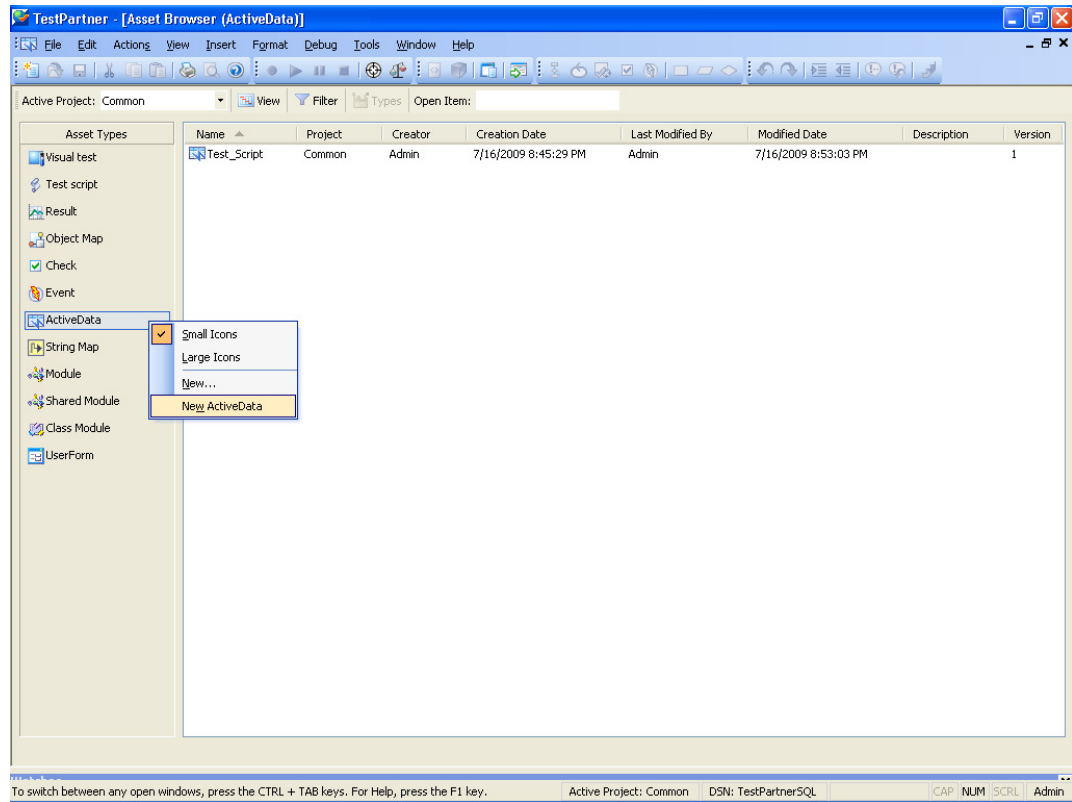 TestPartner - [Asset Browser (ActiveData)]
File Edit Actions View Insert Format Debug Tools Window Help
Active Project: Common View Filter Types Open Item:
Asset Types Name Project Creator Creation Date Last Modified By Modified Date Description Version
Visual test Test_Script Common Admin 7/16/2009 8:45:29 PM Admin 7/16/2009 8:53:03 PM 1
Test script
Result
Object Map
Check
Event
ActiveData
Small Icons
String Map
Large Icons
Module
New...
Shared Module
New ActiveData
Class Module
UserForm
To switch between any open windows, press the CTRL + TAB keys. For Help, press the F1 key. Active Project: Common DSN: TestPartnerSQL CAP NUM SCRL Admin